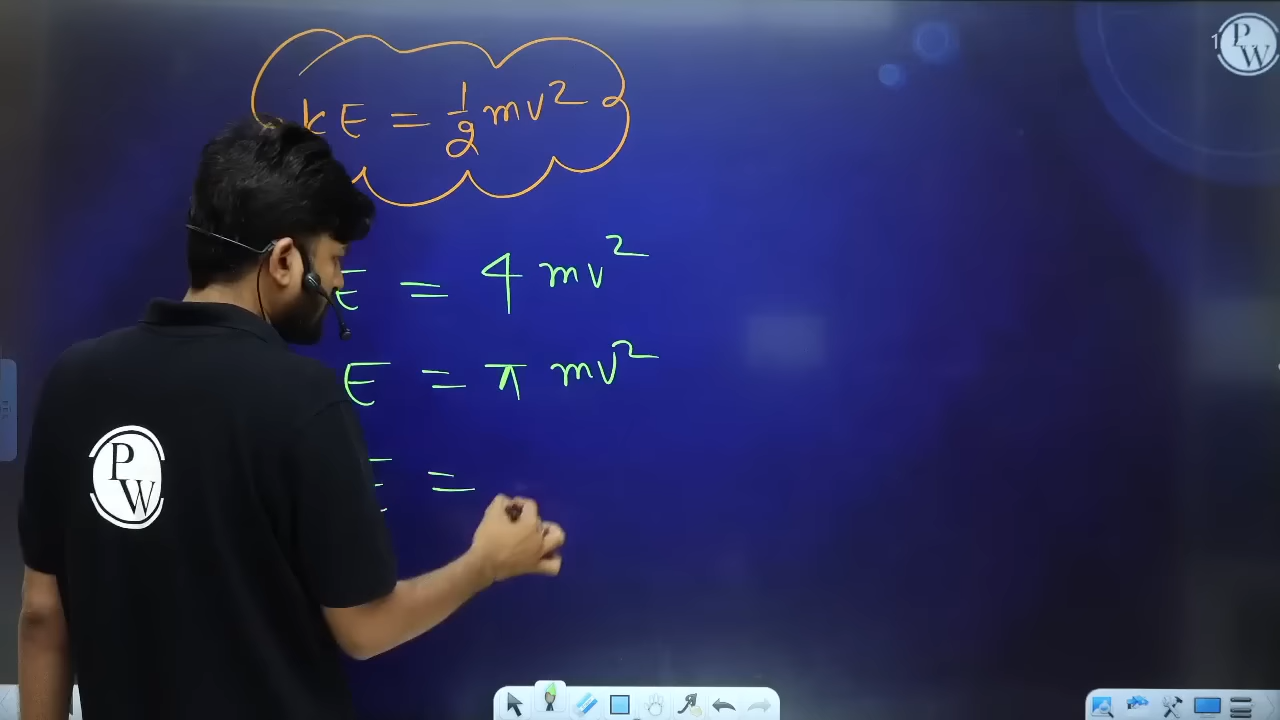 PW
kE = 1/2 mv²
E = 4 mv²
E = π mv²
E =
PW